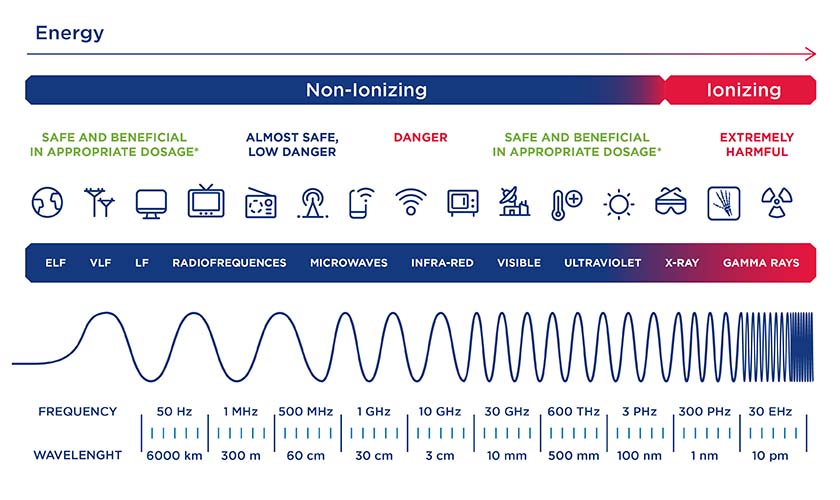 Energy
Non-Ionizing Ionizing
SAFE AND BENEFICIAL
IN APPROPRIATE DOSAGE*
ALMOST SAFE,
LOW DANGER
DANGER
SAFE AND BENEFICIAL
IN APPROPRIATE DOSAGE*
EXTREMELY
HARMFUL
ELF VLF LF RADIOFREQUENCES MICROWAVES INFRA-RED VISIBLE ULTRAVIOLET X-RAY GAMMA RAYS
FREQUENCY 50 Hz 1 MHz 500 MHz 1 GHz 10 GHz 30 GHz 600 THz 3 PHz 300 PHz 30 EHz
WAVELENGHT 6000 km 300 m 60 cm 30 cm 3 cm 10 mm 500 mm 100 nm 1 nm 10 pm